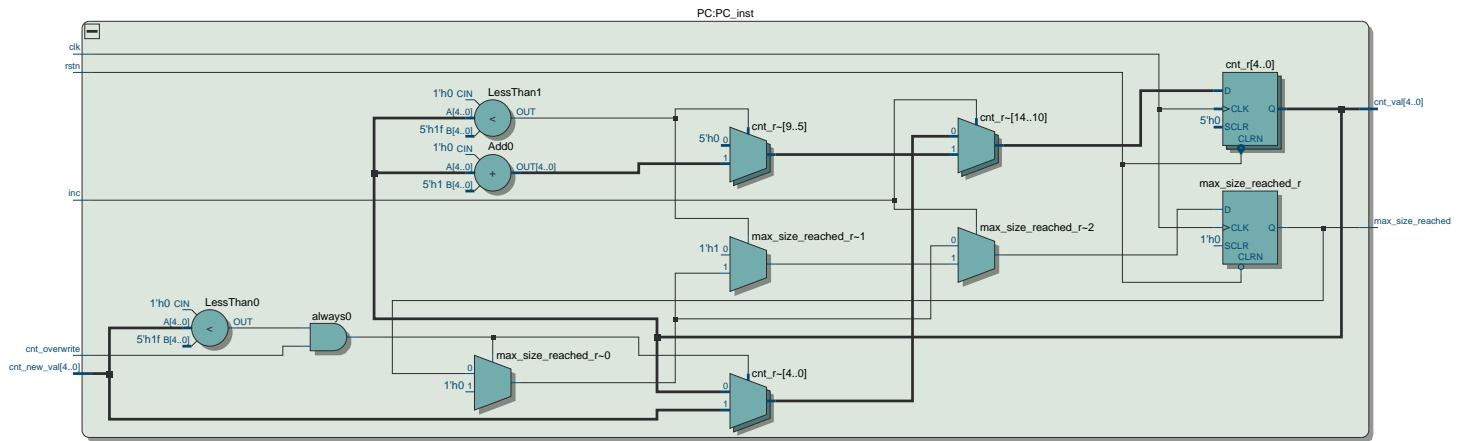 PC:PC_inst
clk
rstn
cnt_r[4..0]
LessThan1
1'h0 CIN
A[4..0]
OUT
5'h1f B[4..0]
cnt_r~[9..5]
5'h0 0
1
cnt_r~[14..10]
0
1
D
CLK
Q
5'h0
SCLR
CLRN
cnt_val[4..0]
Add0
1'h0 CIN
A[4..0]
OUT[4..0]
5'h1 B[4..0]
inc
max_size_reached_r
D
CLK
Q
1'h0
SCLR
CLRN
max_size_reached
max_size_reached_r~1
1'h1 0
1
max_size_reached_r~2
0
1
LessThan0
1'h0 CIN
A[4..0]
OUT
5'h1f B[4..0]
always0
cnt_overwrite
cnt_new_val[4..0]
max_size_reached_r~0
0
1'h0 1
cnt_r~[4..0]
0
1